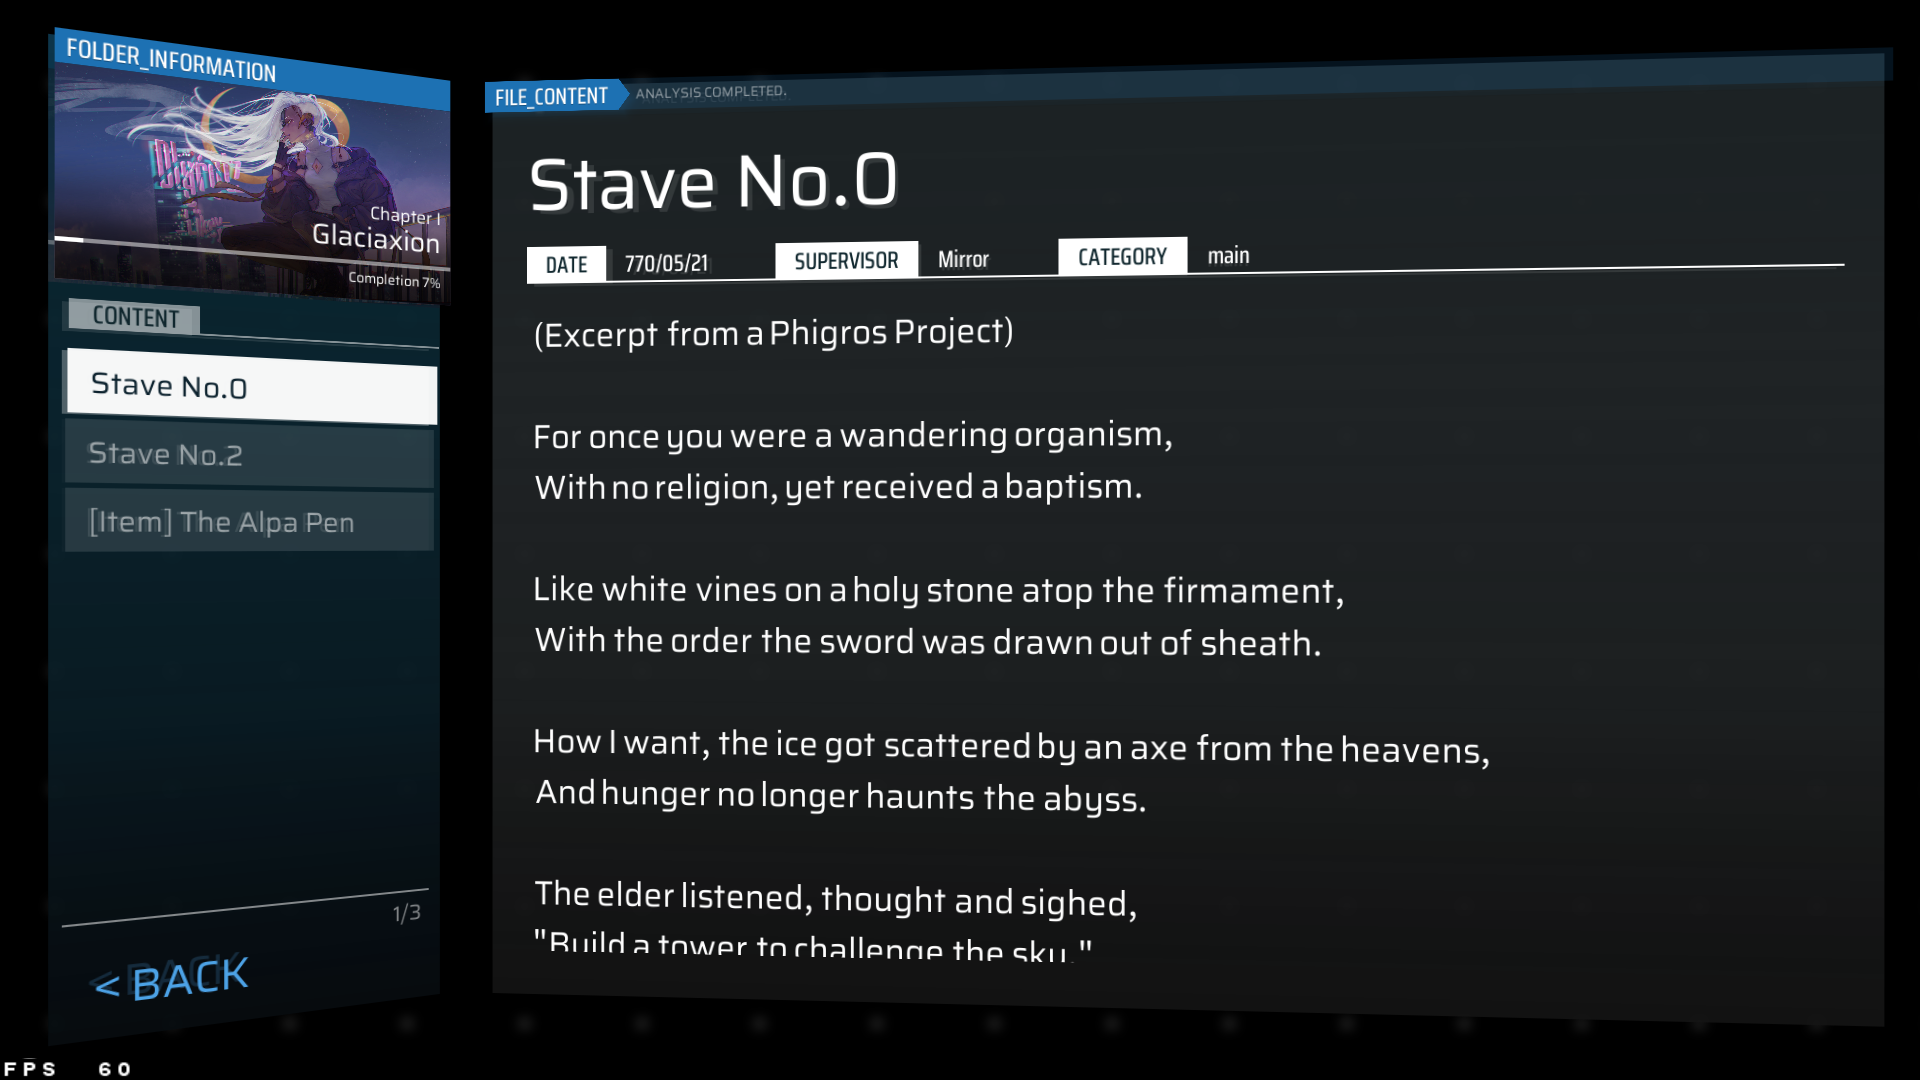 FOLDER_INFORMATION
Phigros
Chapter I
Glaciaxion
Completion 7%
CONTENT
Stave No.0
Stave No.2
[Item] The Alpa Pen
1/3
< BACK
FPS 60
FILE_CONTENT
ANALYSIS COMPLETED.
Stave No.0
DATE 770/05/21 SUPERVISOR Mirror CATEGORY main
(Excerpt from a Phigros Project)
For once you were a wandering organism,
With no religion, yet received a baptism.
Like white vines on a holy stone atop the firmament,
With the order the sword was drawn out of sheath.
How I want, the ice got scattered by an axe from the heavens,
And hunger no longer haunts the abyss.
The elder listened, thought and sighed,
"Build a tower to challenge the sky."